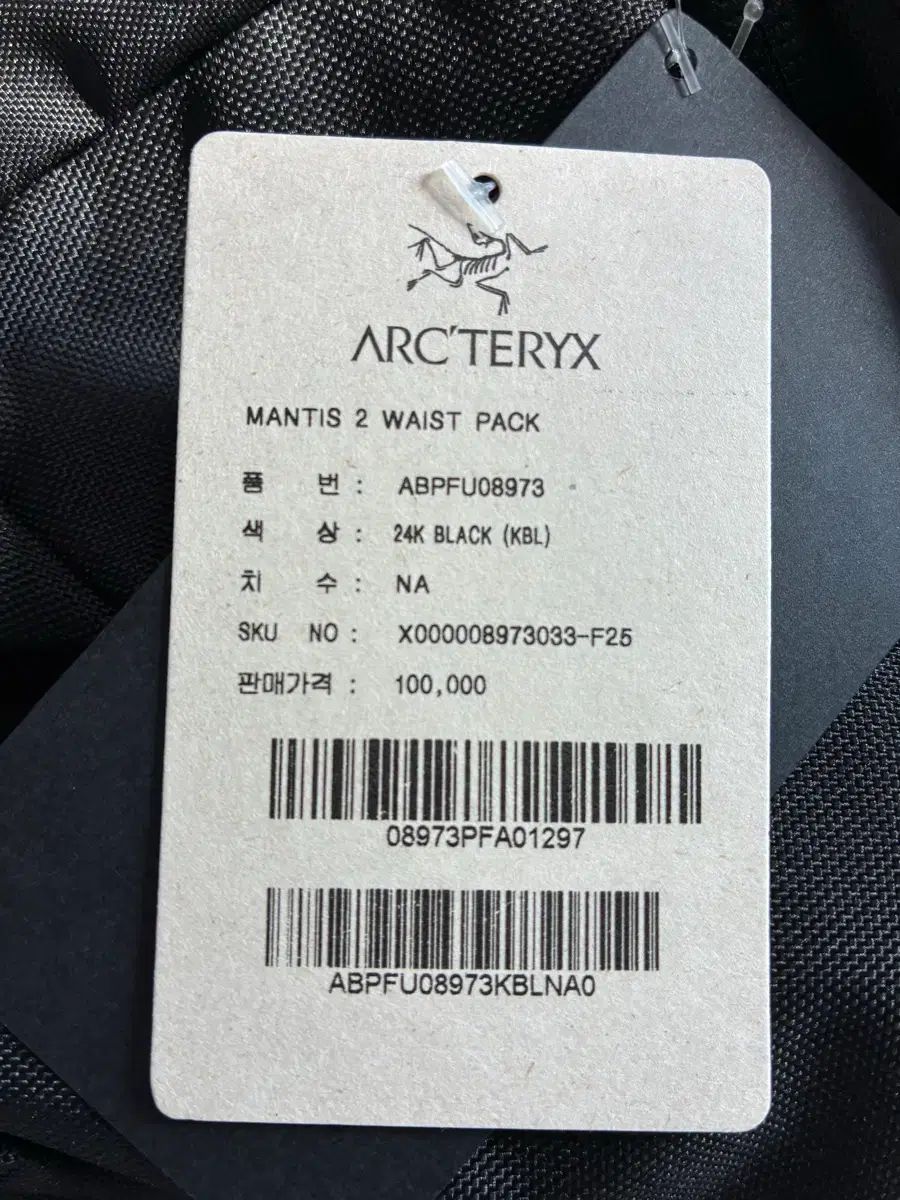 ARC'TERYX
MANTIS 2 WAIST PACK
품 번 : ABPFU08973
색 상 : 24K BLACK (KBL)
치 수 : NA
SKU NO : X000008973033-F25
판매가격 : 100,000
08973PFA01297
ABPFU08973KBLNA0